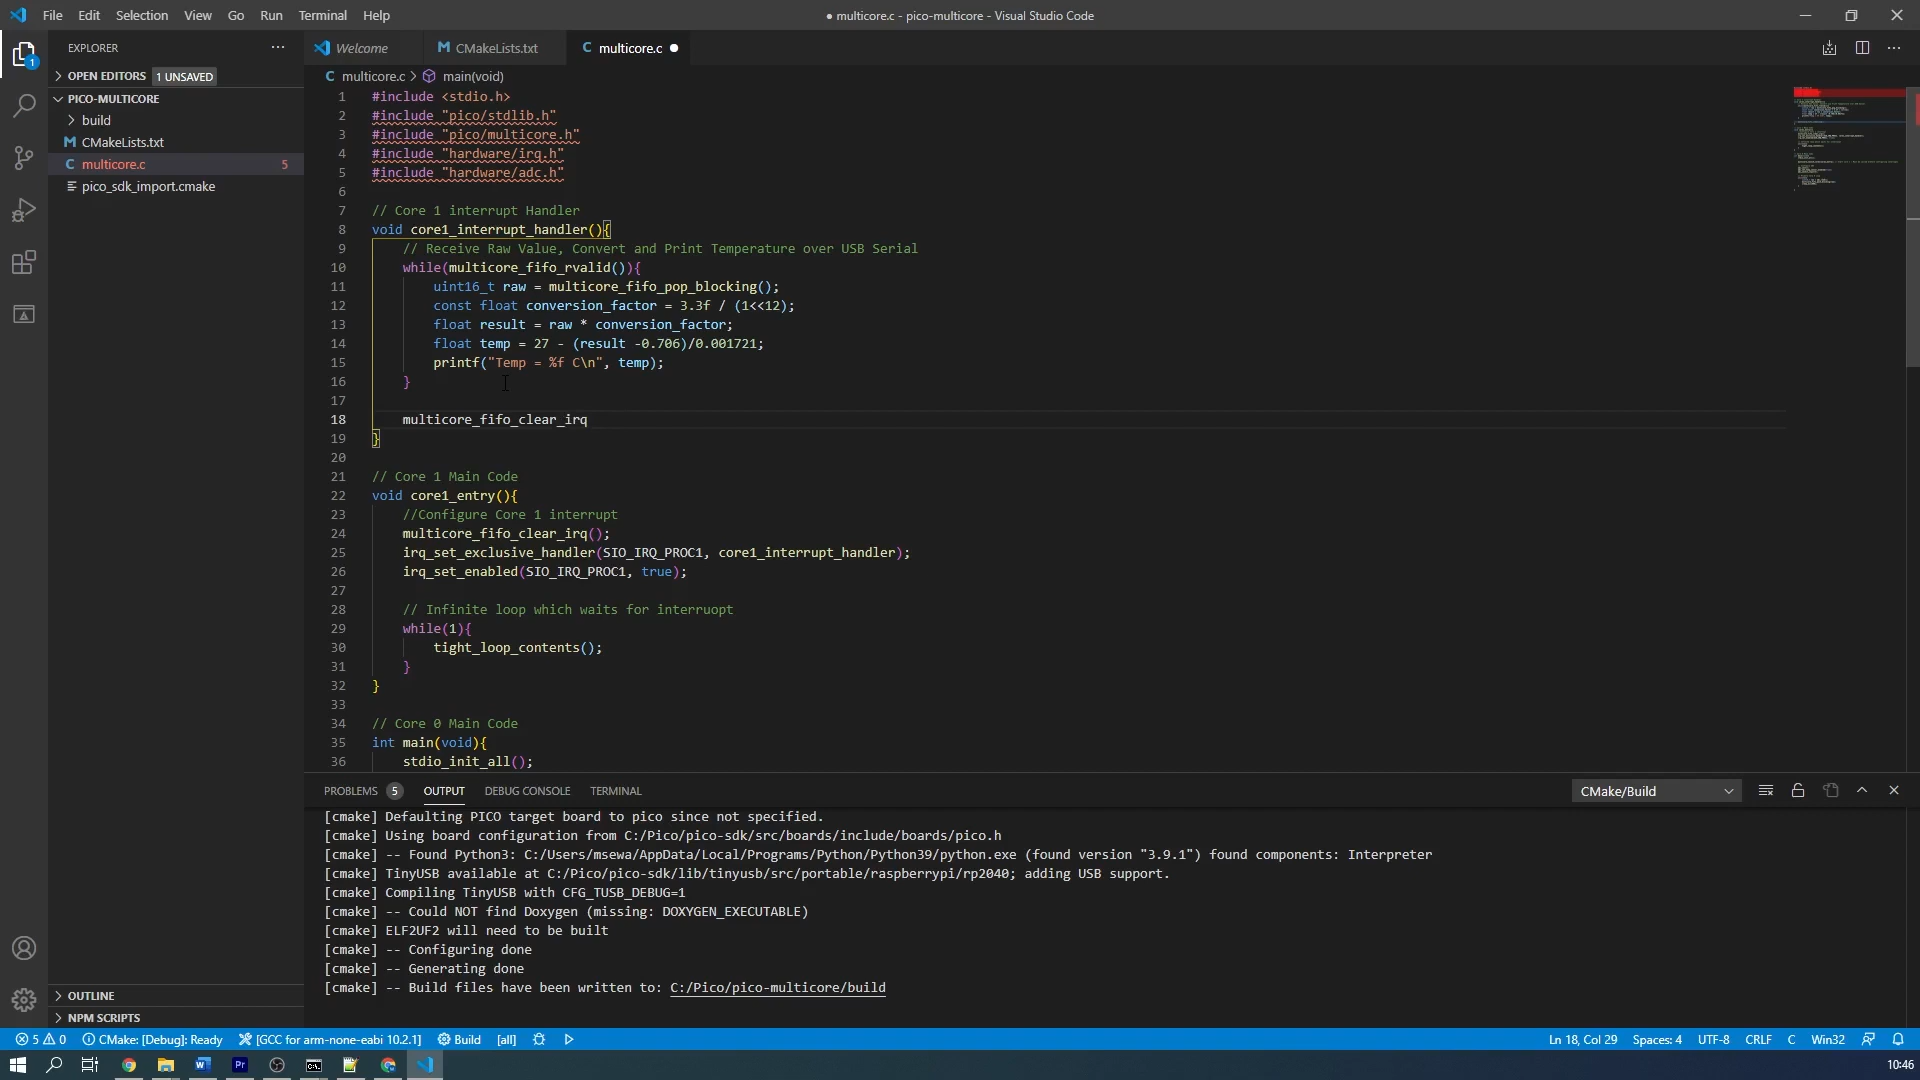 File Edit Selection View Go Run Terminal Help
● multicore.c - pico-multicore - Visual Studio Code
EXPLORER
OPEN EDITORS 1 UNSAVED
PICO-MULTICORE
build
M CMakeLists.txt
C multicore.c 5
pico_sdk_import.cmake
OUTLINE
NPM SCRIPTS
1
Welcome
M CMakeLists.txt
C multicore.c ●
C multicore.c > main(void)
1 #include <stdio.h>
2 #include "pico/stdlib.h"
3 #include "pico/multicore.h"
4 #include "hardware/irq.h"
5 #include "hardware/adc.h"
6
7 // Core 1 interrupt Handler
8 void core1_interrupt_handler(){
9 // Receive Raw Value, Convert and Print Temperature over USB Serial
10 while(multicore_fifo_rvalid()){
11 uint16_t raw = multicore_fifo_pop_blocking();
12 const float conversion_factor = 3.3f / (1<<12);
13 float result = raw * conversion_factor;
14 float temp = 27 - (result -0.706)/0.001721;
15 printf("Temp = %f C\n", temp);
16 }
17
18 multicore_fifo_clear_irq
19 }
20
21 // Core 1 Main Code
22 void core1_entry(){
23 //Configure Core 1 interrupt
24 multicore_fifo_clear_irq();
25 irq_set_exclusive_handler(SIO_IRQ_PROC1, core1_interrupt_handler);
26 irq_set_enabled(SIO_IRQ_PROC1, true);
27
28 // Infinite loop which waits for interruopt
29 while(1){
30 tight_loop_contents();
31 }
32 }
33
34 // Core 0 Main Code
35 int main(void){
36 stdio_init_all();
PROBLEMS 5 OUTPUT DEBUG CONSOLE TERMINAL CMake/Build
[cmake] Defaulting PICO target board to pico since not specified.
[cmake] Using board configuration from C:/Pico/pico-sdk/src/boards/include/boards/pico.h
[cmake] -- Found Python3: C:/Users/msewa/AppData/Local/Programs/Python/Python39/python.exe (found version "3.9.1") found components: Interpreter
[cmake] TinyUSB available at C:/Pico/pico-sdk/lib/tinyusb/src/portable/raspberrypi/rp2040; adding USB support.
[cmake] Compiling TinyUSB with CFG_TUSB_DEBUG=1
[cmake] -- Could NOT find Doxygen (missing: DOXYGEN_EXECUTABLE)
[cmake] ELF2UF2 will need to be built
[cmake] -- Configuring done
[cmake] -- Generating done
[cmake] -- Build files have been written to: C:/Pico/pico-multicore/build
5 0 CMake: [Debug]: Ready [GCC for arm-none-eabi 10.2.1] Build [all] Ln 18, Col 29 Spaces: 4 UTF-8 CRLF C Win32
W Pr 10:46